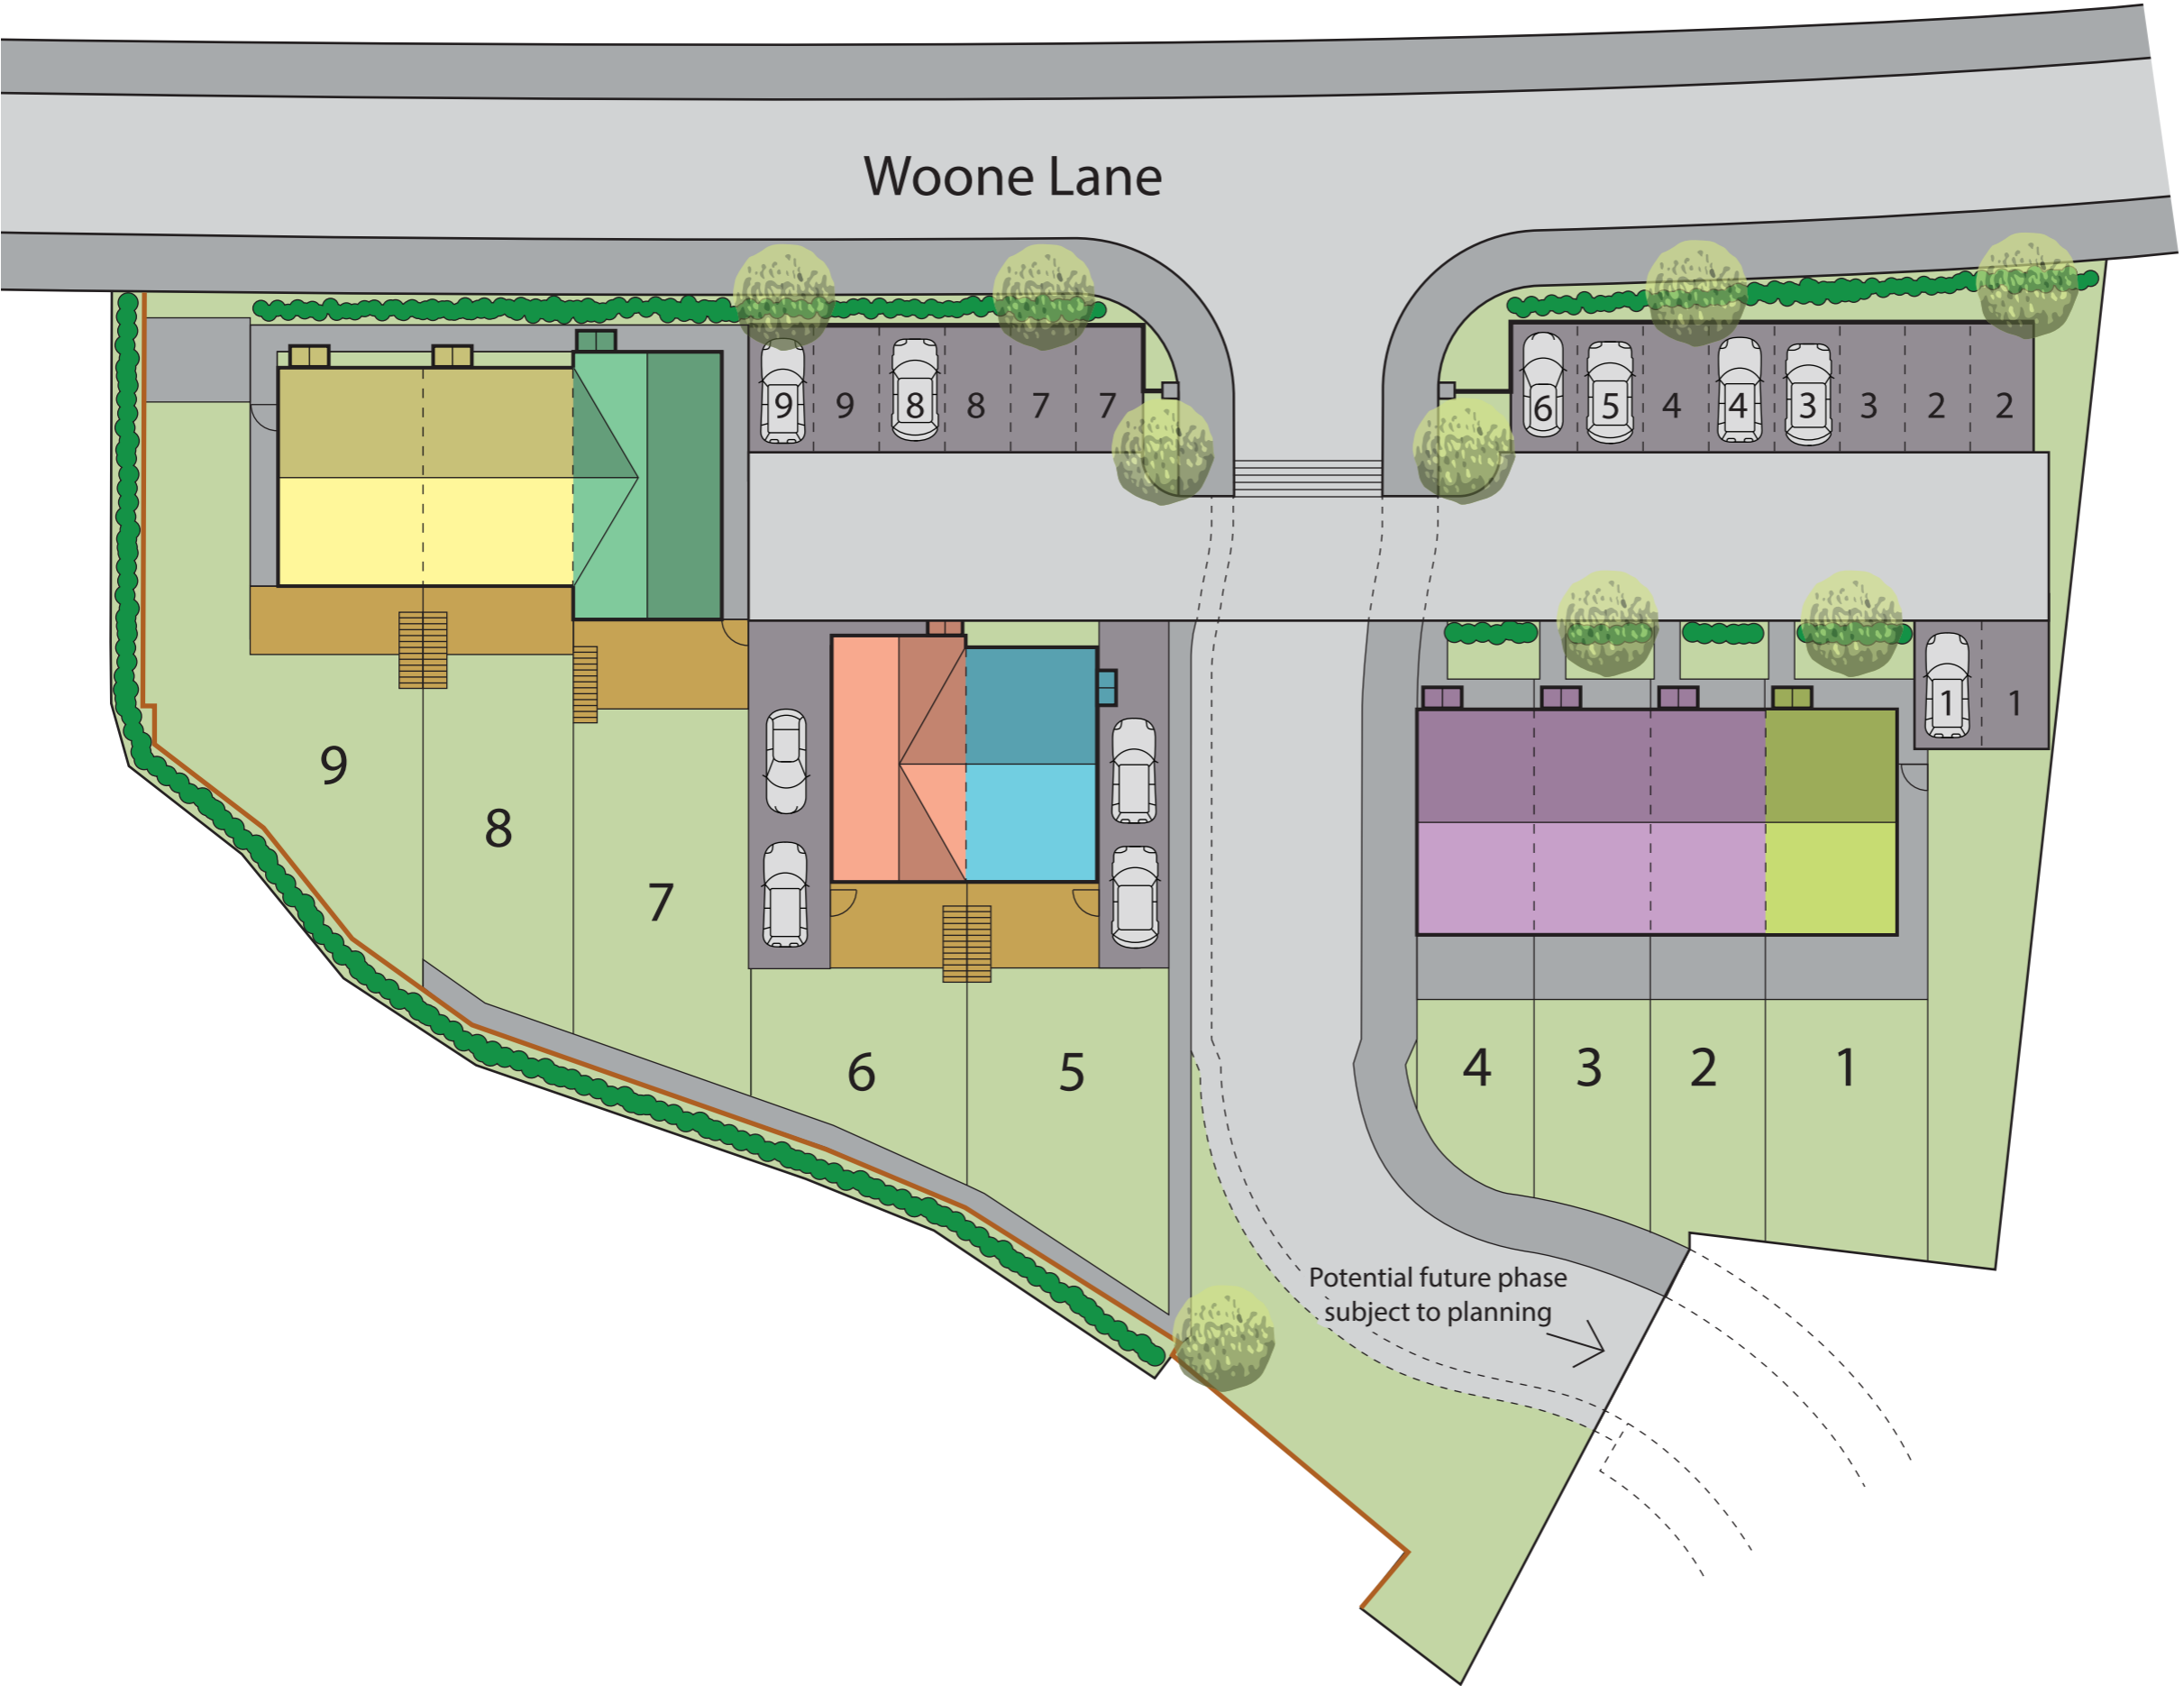 Woone Lane
9 9 8 8 7 7
6 5 4 4 3 3 2 2
1 1
9
8
7
6 5
4 3 2 1
Potential future phase
subject to planning